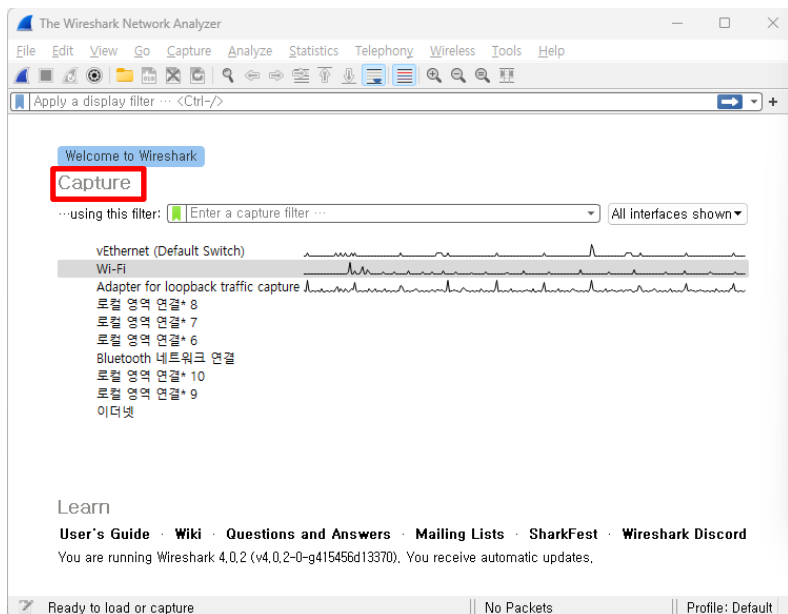 The Wireshark Network Analyzer
File Edit View Go Capture Analyze Statistics Telephony Wireless Tools Help
Apply a display filter ··· <Ctrl-/>
+
Welcome to Wireshark
Capture
···using this filter: Enter a capture filter ··· All interfaces shown
vEthernet (Default Switch)
Wi-Fi
Adapter for loopback traffic capture
로컬 영역 연결* 8
로컬 영역 연결* 7
로컬 영역 연결* 6
Bluetooth 네트워크 연결
로컬 영역 연결* 10
로컬 영역 연결* 9
이더넷
Learn
User's Guide · Wiki · Questions and Answers · Mailing Lists · SharkFest · Wireshark Discord
You are running Wireshark 4.0.2 (v4.0.2-0-g415456d13370). You receive automatic updates.
Ready to load or capture No Packets Profile: Default